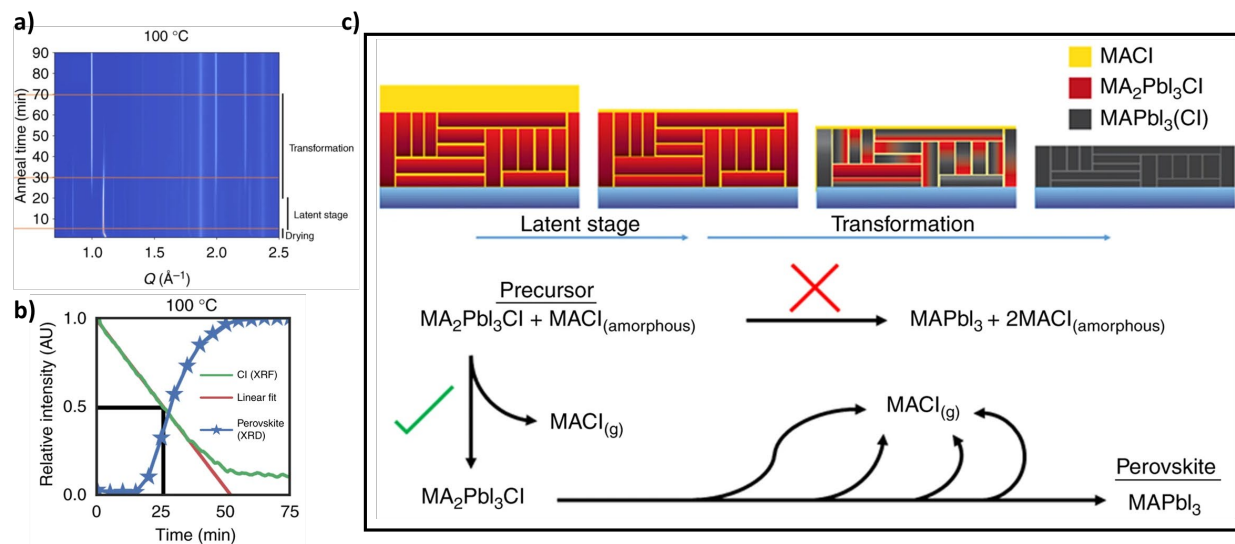 a)
100 °C
Anneal time (min)
90
80
70
60
50
40
30
20
10
Transformation
Latent stage
Drying
1.0 1.5 2.0 2.5
Q (Å⁻¹)
b)
100 °C
Relative intensity (AU)
1.0
0.5
0.0
Cl (XRF)
Linear fit
Perovskite
(XRD)
0 25 50 75
Time (min)
c)
MACl
MA₂PbI₃Cl
MAPbI₃(Cl)
Latent stage
Transformation
Precursor
MA₂PbI₃Cl + MACl(amorphous)
MAPbI₃ + 2MACl(amorphous)
MACl(g)
MACl(g)
MA₂PbI₃Cl
Perovskite
MAPbI₃